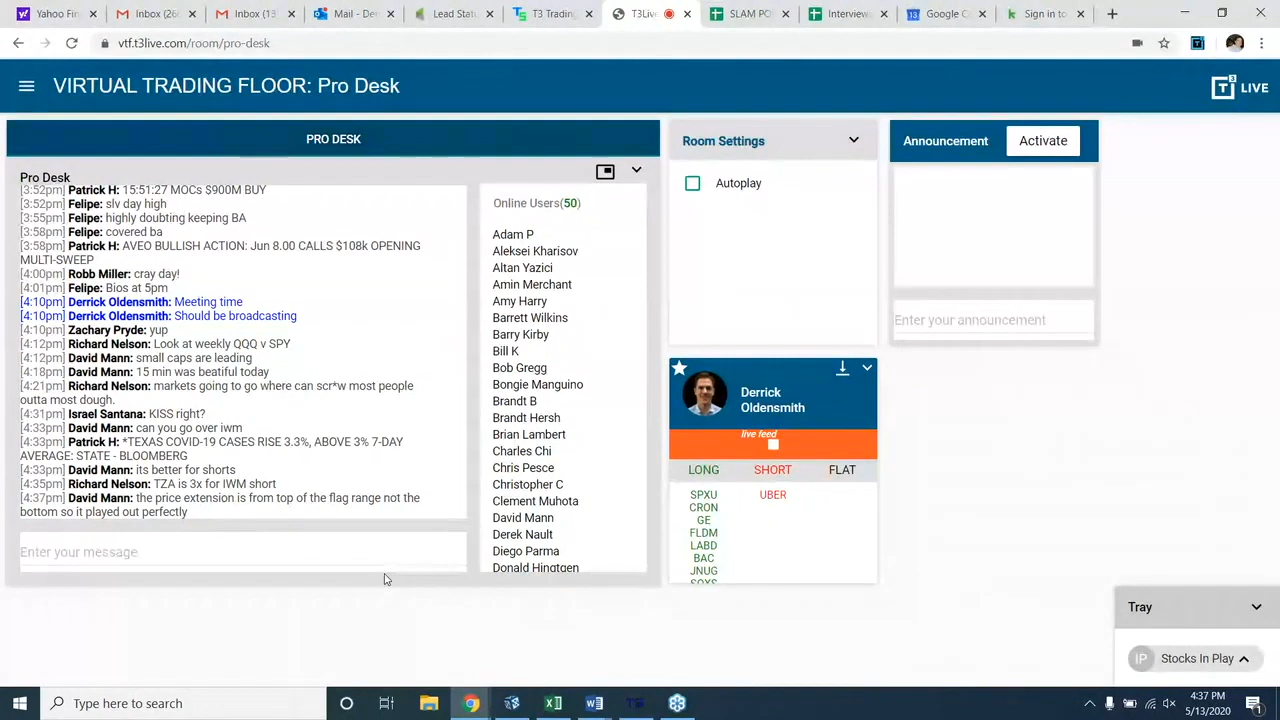 Yahoo Fin
Inbox (26
Inbox (13
Mail - De
Lead Stat
T3 Trading
T3Live
SLAM PO
Interview
Google C
Sign in to
vtf.t3live.com/room/pro-desk
VIRTUAL TRADING FLOOR: Pro Desk
T3 LIVE
PRO DESK
Pro Desk
[3:52pm] Patrick H: 15:51:27 MOCs $900M BUY
[3:52pm] Felipe: slv day high
[3:55pm] Felipe: highly doubting keeping BA
[3:58pm] Felipe: covered ba
[3:58pm] Patrick H: AVEO BULLISH ACTION: Jun 8.00 CALLS $108k OPENING
MULTI-SWEEP
[4:00pm] Robb Miller: cray day!
[4:01pm] Felipe: Bios at 5pm
[4:10pm] Derrick Oldensmith: Meeting time
[4:10pm] Derrick Oldensmith: Should be broadcasting
[4:10pm] Zachary Pryde: yup
[4:12pm] Richard Nelson: Look at weekly QQQ v SPY
[4:12pm] David Mann: small caps are leading
[4:18pm] David Mann: 15 min was beatiful today
[4:21pm] Richard Nelson: markets going to go where can scr*w most people
outta most dough.
[4:31pm] Israel Santana: KISS right?
[4:33pm] David Mann: can you go over iwm
[4:33pm] Patrick H: *TEXAS COVID-19 CASES RISE 3.3%, ABOVE 3% 7-DAY
AVERAGE: STATE - BLOOMBERG
[4:33pm] David Mann: its better for shorts
[4:35pm] Richard Nelson: TZA is 3x for IWM short
[4:37pm] David Mann: the price extension is from top of the flag range not the
bottom so it played out perfectly
Enter your message
Online Users(50)
Adam P
Aleksei Kharisov
Altan Yazici
Amin Merchant
Amy Harry
Barrett Wilkins
Barry Kirby
Bill K
Bob Gregg
Bongie Manguino
Brandt B
Brandt Hersh
Brian Lambert
Charles Chi
Chris Pesce
Christopher C
Clement Muhota
David Mann
Derek Nault
Diego Parma
Donald Hingtgen
Room Settings
Autoplay
Announcement
Activate
Enter your announcement
Derrick
Oldensmith
live feed
LONG SHORT FLAT
SPXU UBER
CRON
GE
FLDM
LABD
BAC
JNUG
SOXS
Tray
IP Stocks In Play
Type here to search
4:37 PM
5/13/2020
1